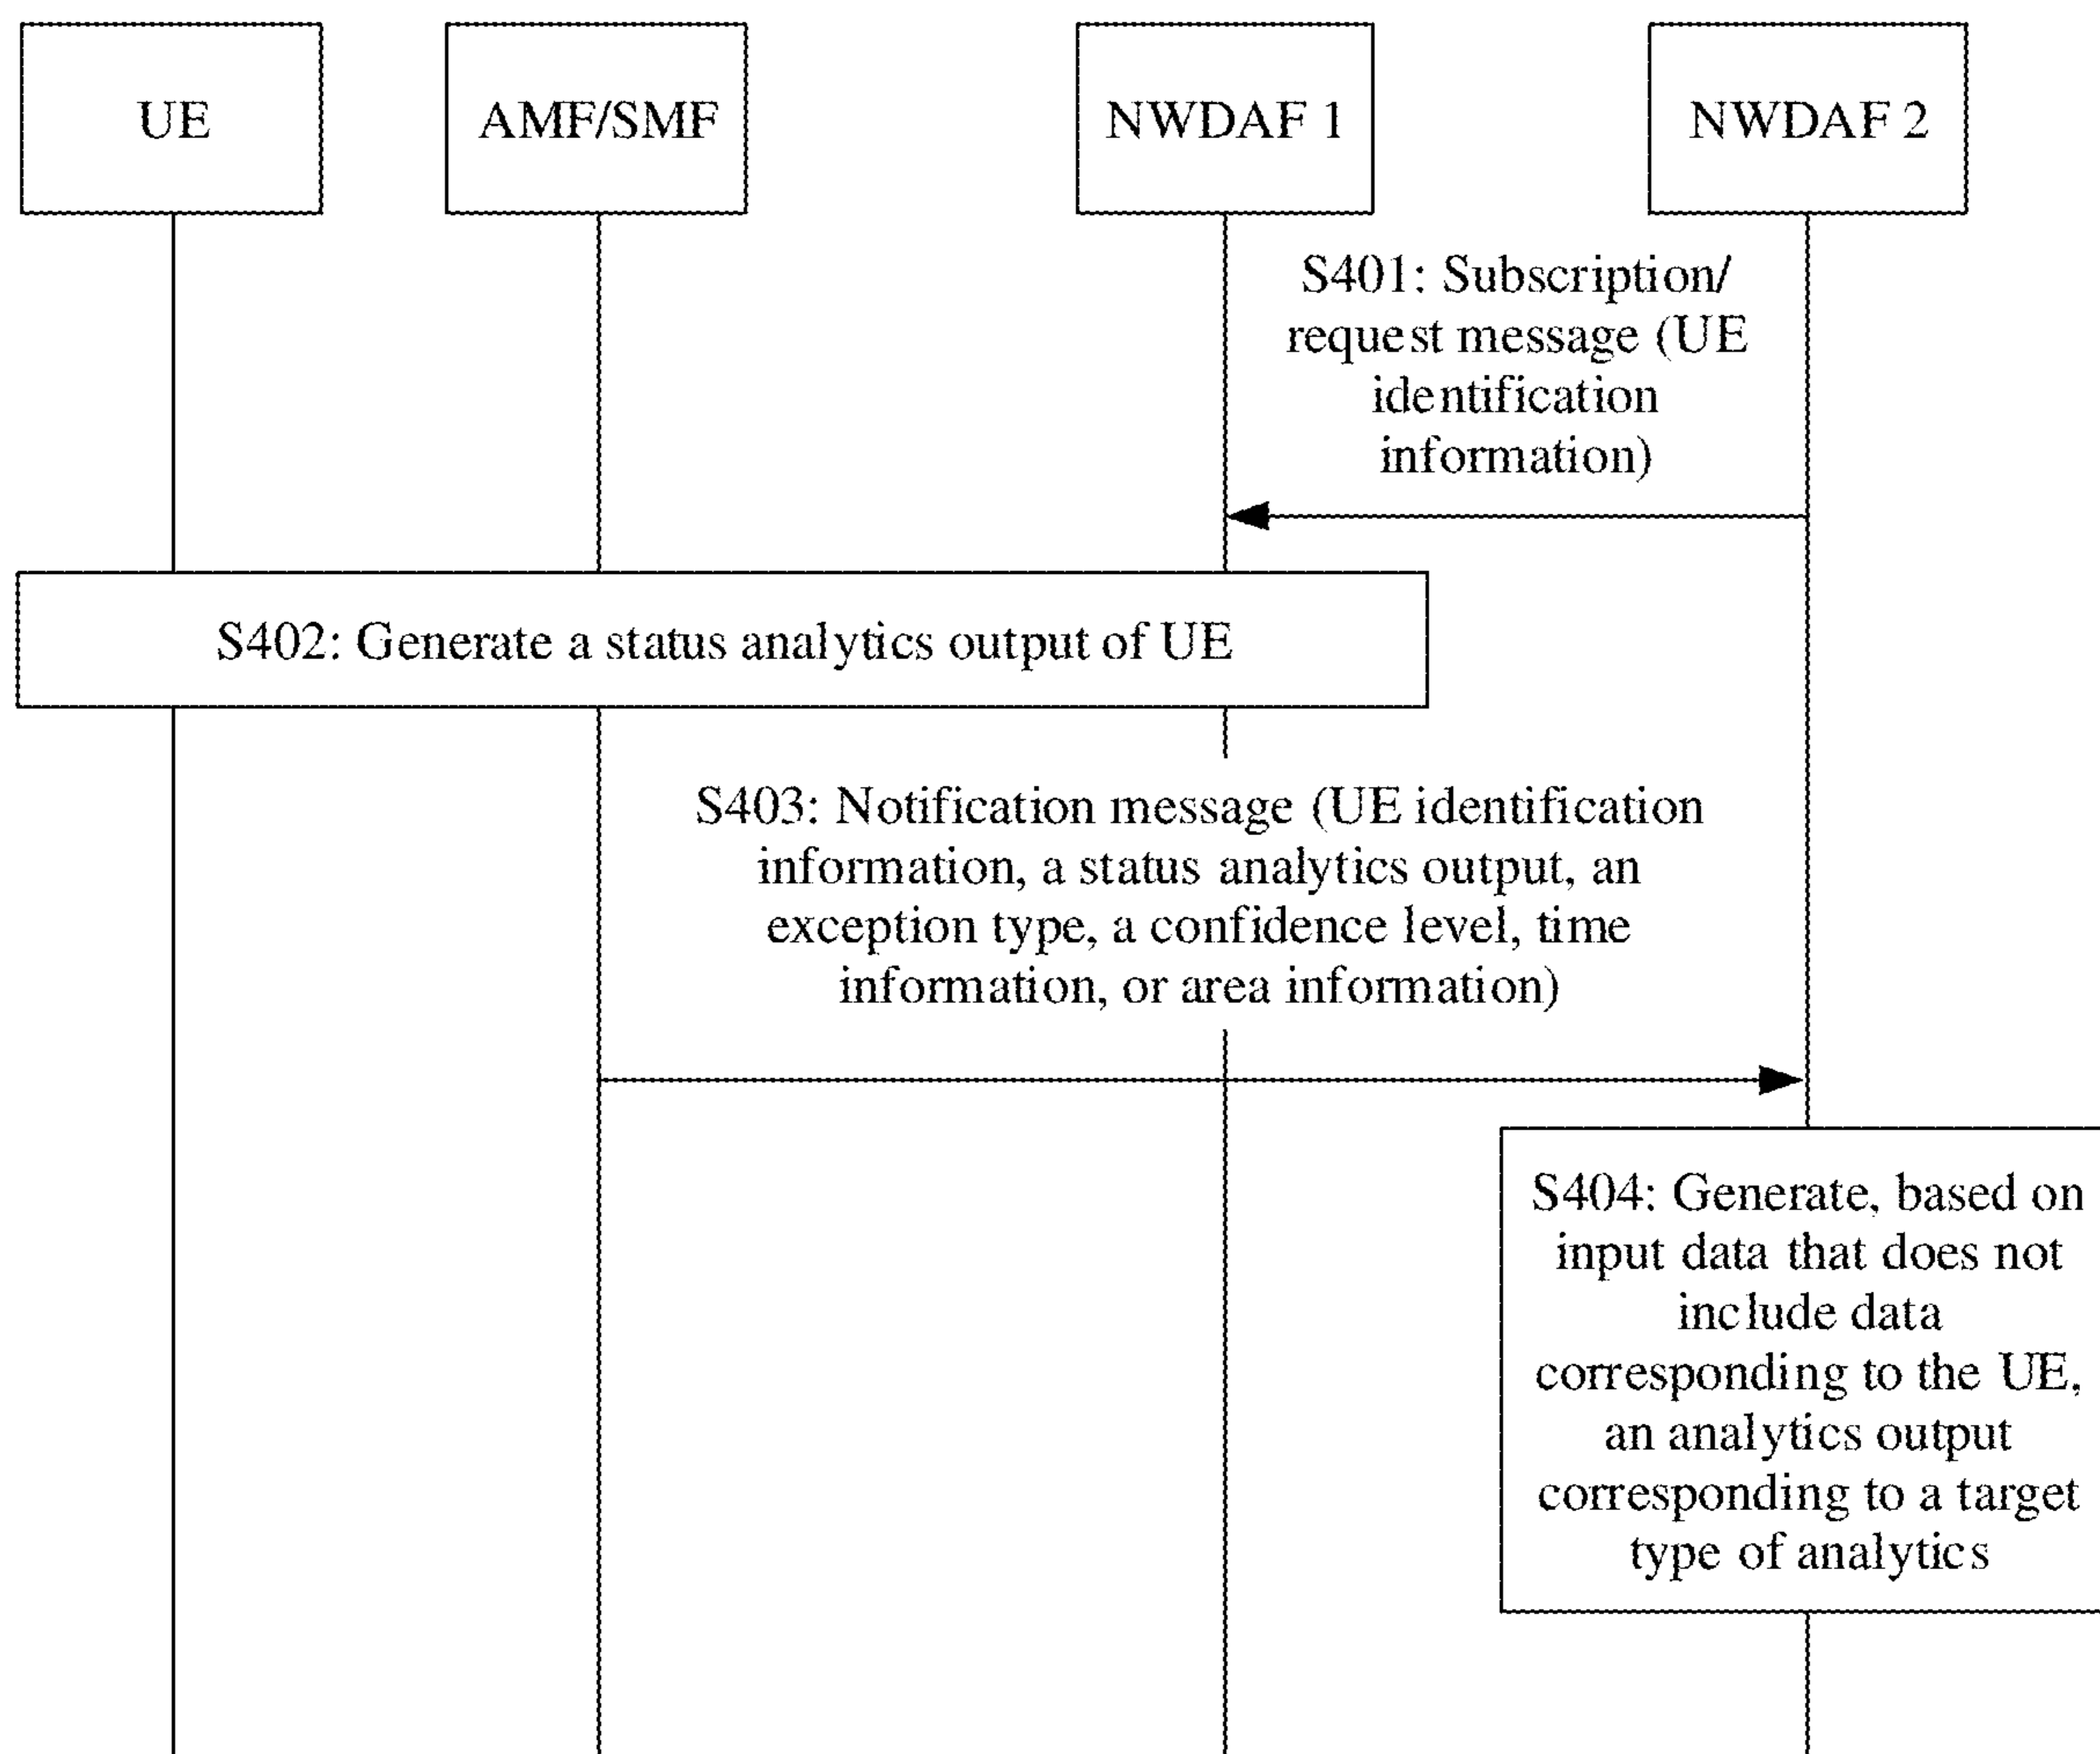 UE
AMF/SMF
NWDAF 1
NWDAF 2
S401: Subscription/
request message (UE
identification
information)
S402: Generate a status analytics output of UE
S403: Notification message (UE identification
information, a status analytics output, an
exception type, a confidence level, time
information, or area information)
S404: Generate, based on
input data that does not
include data
corresponding to the UE,
an analytics output
corresponding to a target
type of analytics